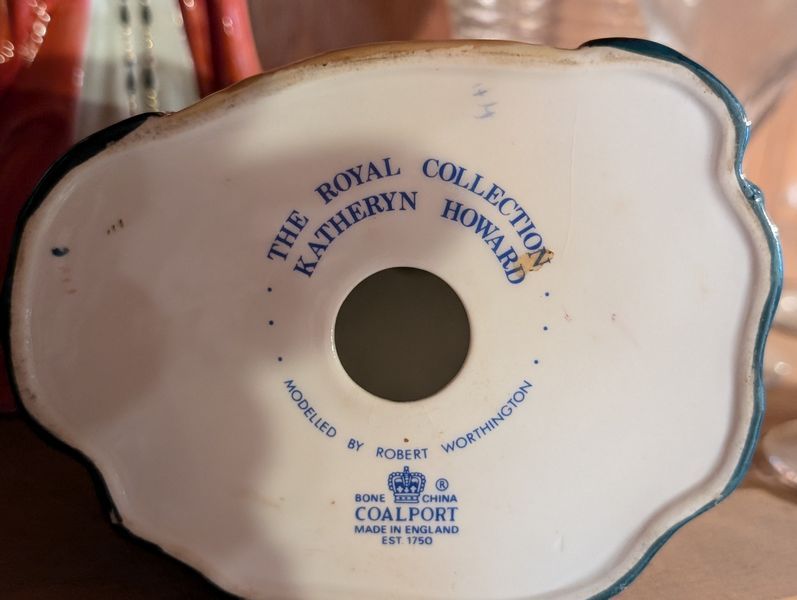 THE ROYAL COLLECTION
KATHERYN HOWARD
MODELLED BY ROBERT WORTHINGTON
BONE CHINA ®
COALPORT
MADE IN ENGLAND
EST. 1750